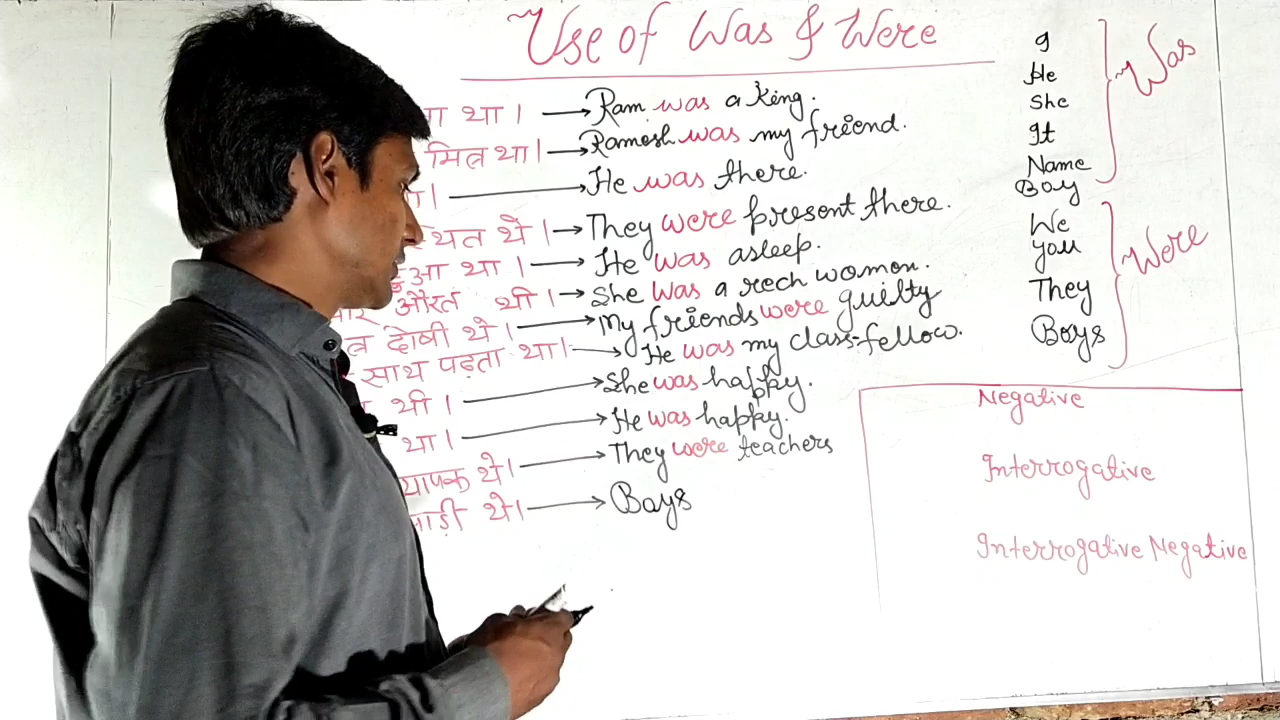 Use of Was & Were
था। → Ram was a King.
मित्र था। → Ramesh was my friend.
→ He was there.
थे। → They were present there.
हुआ था। → He was asleep.
औरत थी। → She was a rech women.
दोषी थे। → My friends were guilty
साथ पढ़ता था। → He was my class-fellow.
थी। → She was happy.
था। → He was happy.
थे। → They were teachers
थे। → Boys
I
He
She
It
Name
Boy
Was
We
you
They
Boys
Were
Negative
Interrogative
Interrogative Negative